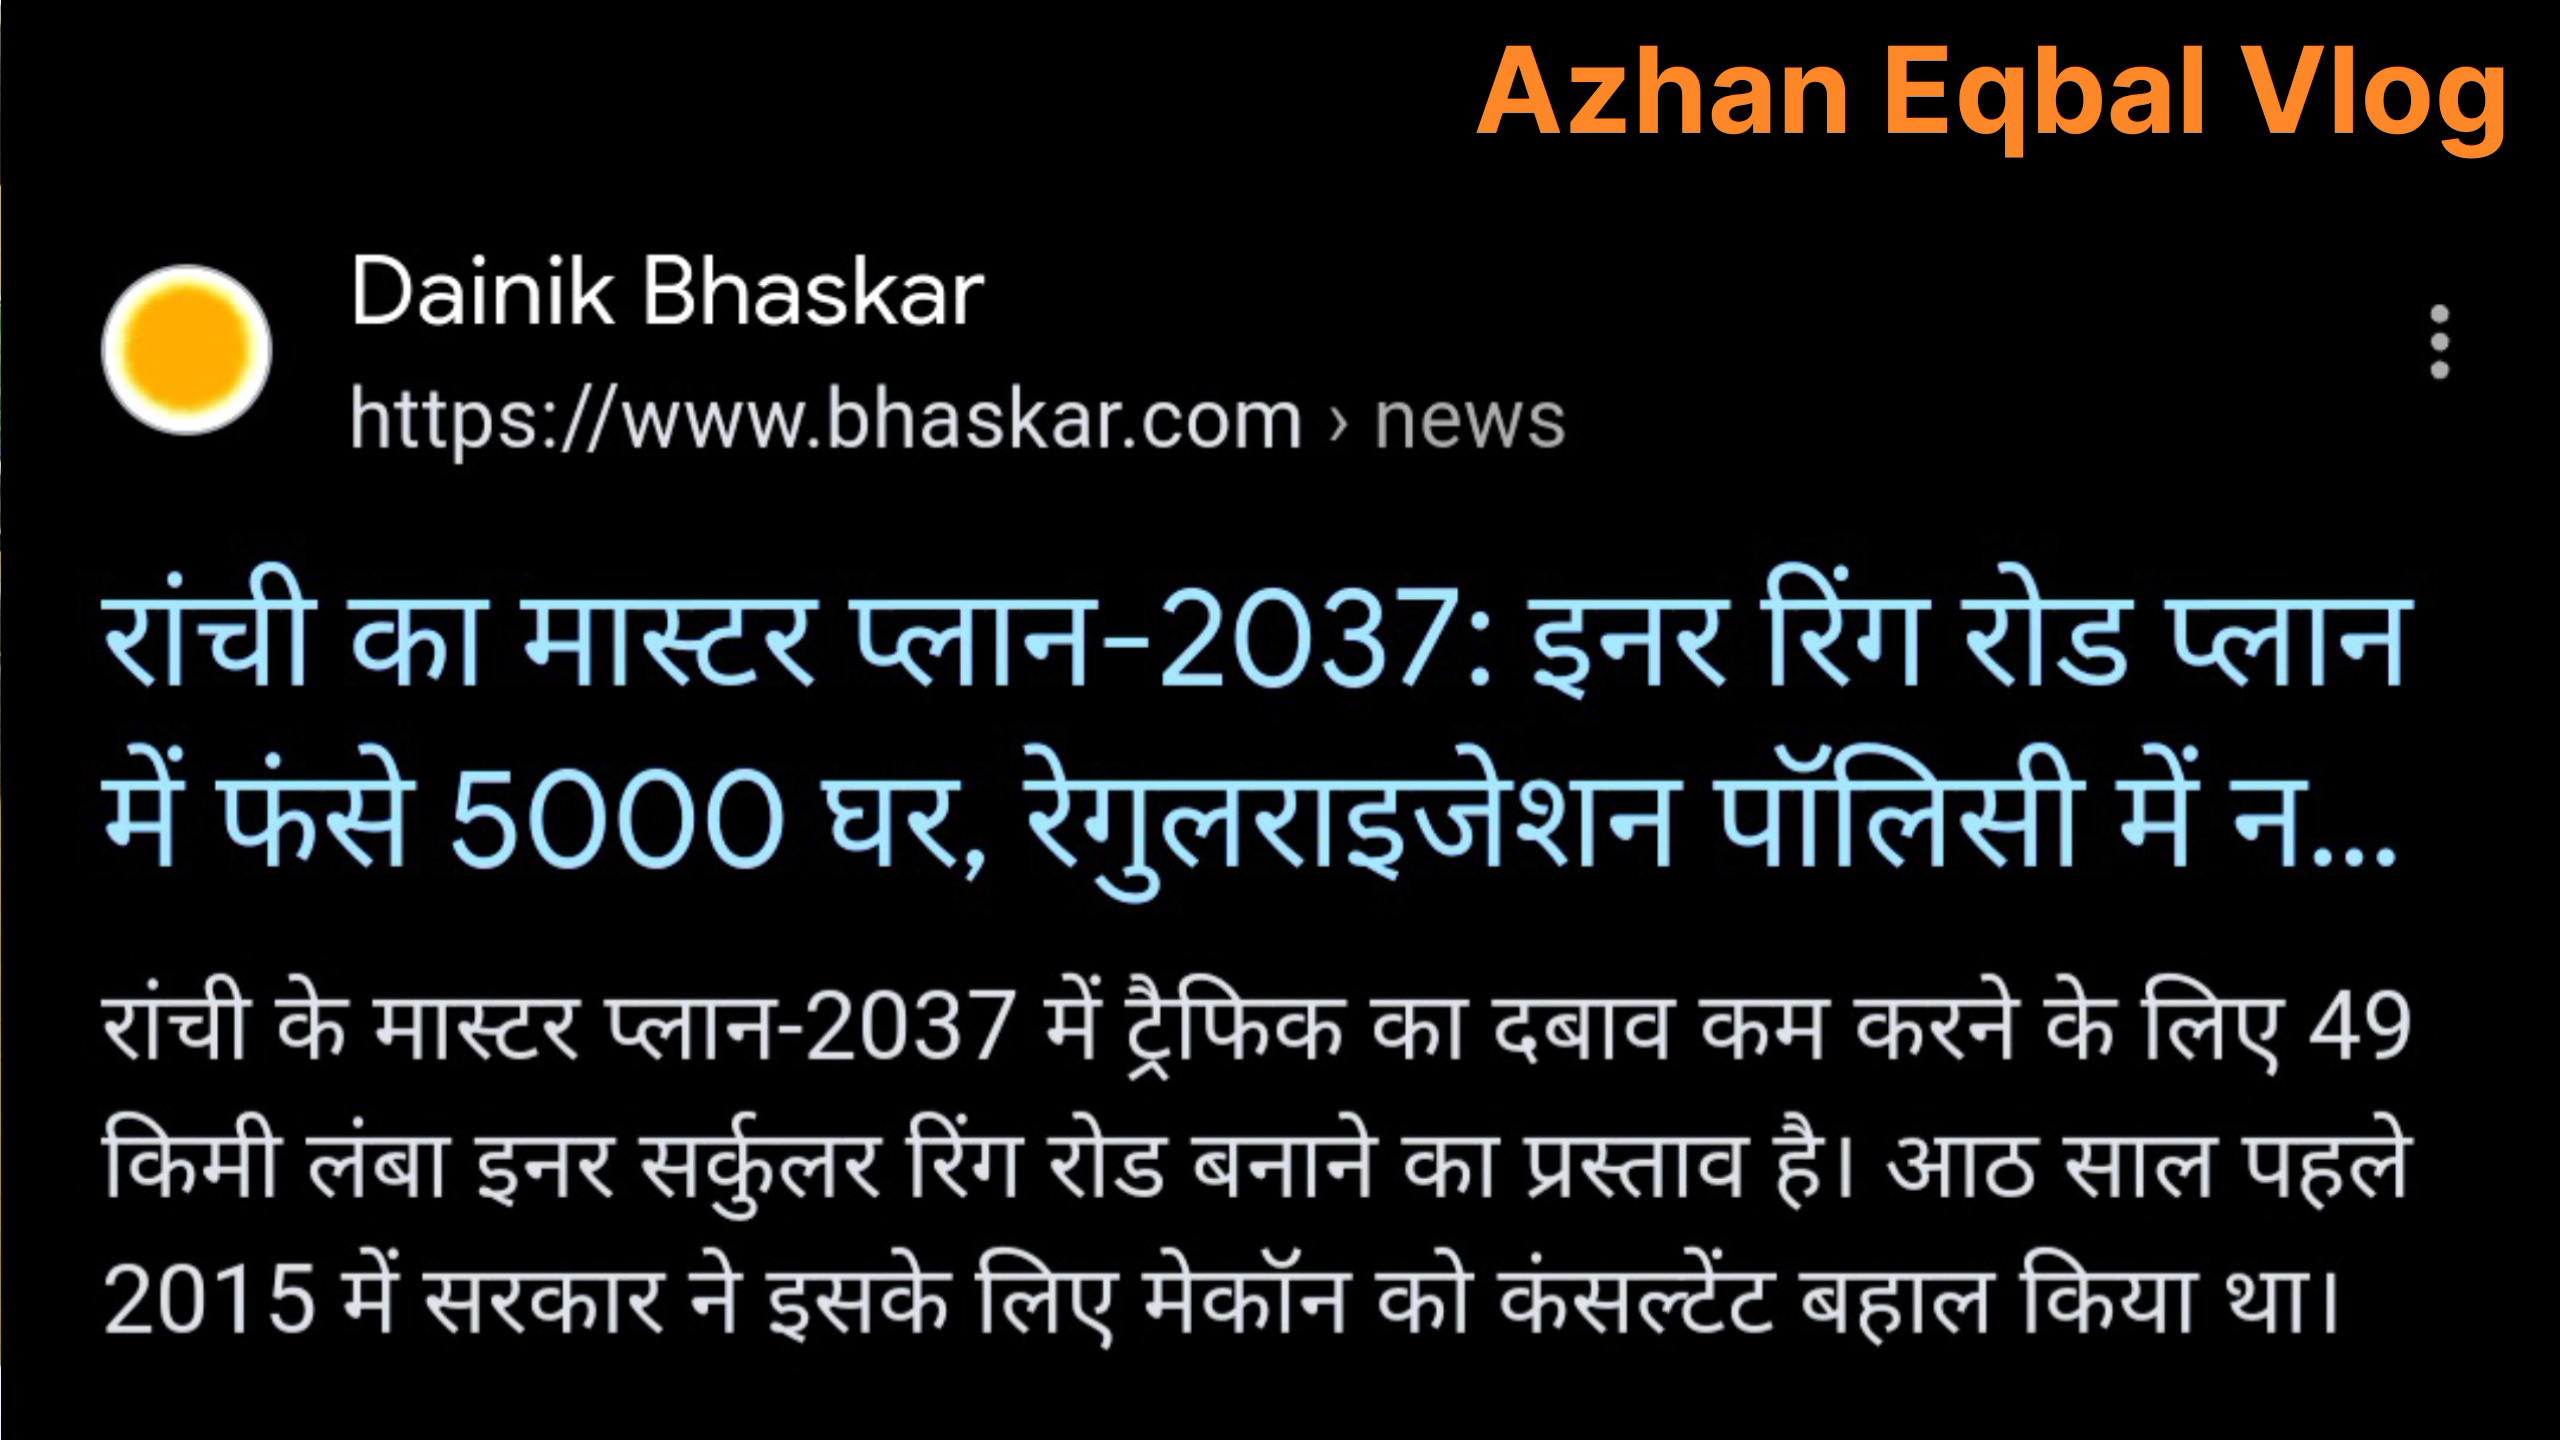 Azhan Eqbal Vlog
Dainik Bhaskar
https://www.bhaskar.com › news
रांची का मास्टर प्लान-2037: इनर रिंग रोड प्लान
में फंसे 5000 घर, रेगुलराइजेशन पॉलिसी में न...
रांची के मास्टर प्लान-2037 में ट्रैफिक का दबाव कम करने के लिए 49
किमी लंबा इनर सर्कुलर रिंग रोड बनाने का प्रस्ताव है। आठ साल पहले
2015 में सरकार ने इसके लिए मेकॉन को कंसल्टेंट बहाल किया था।